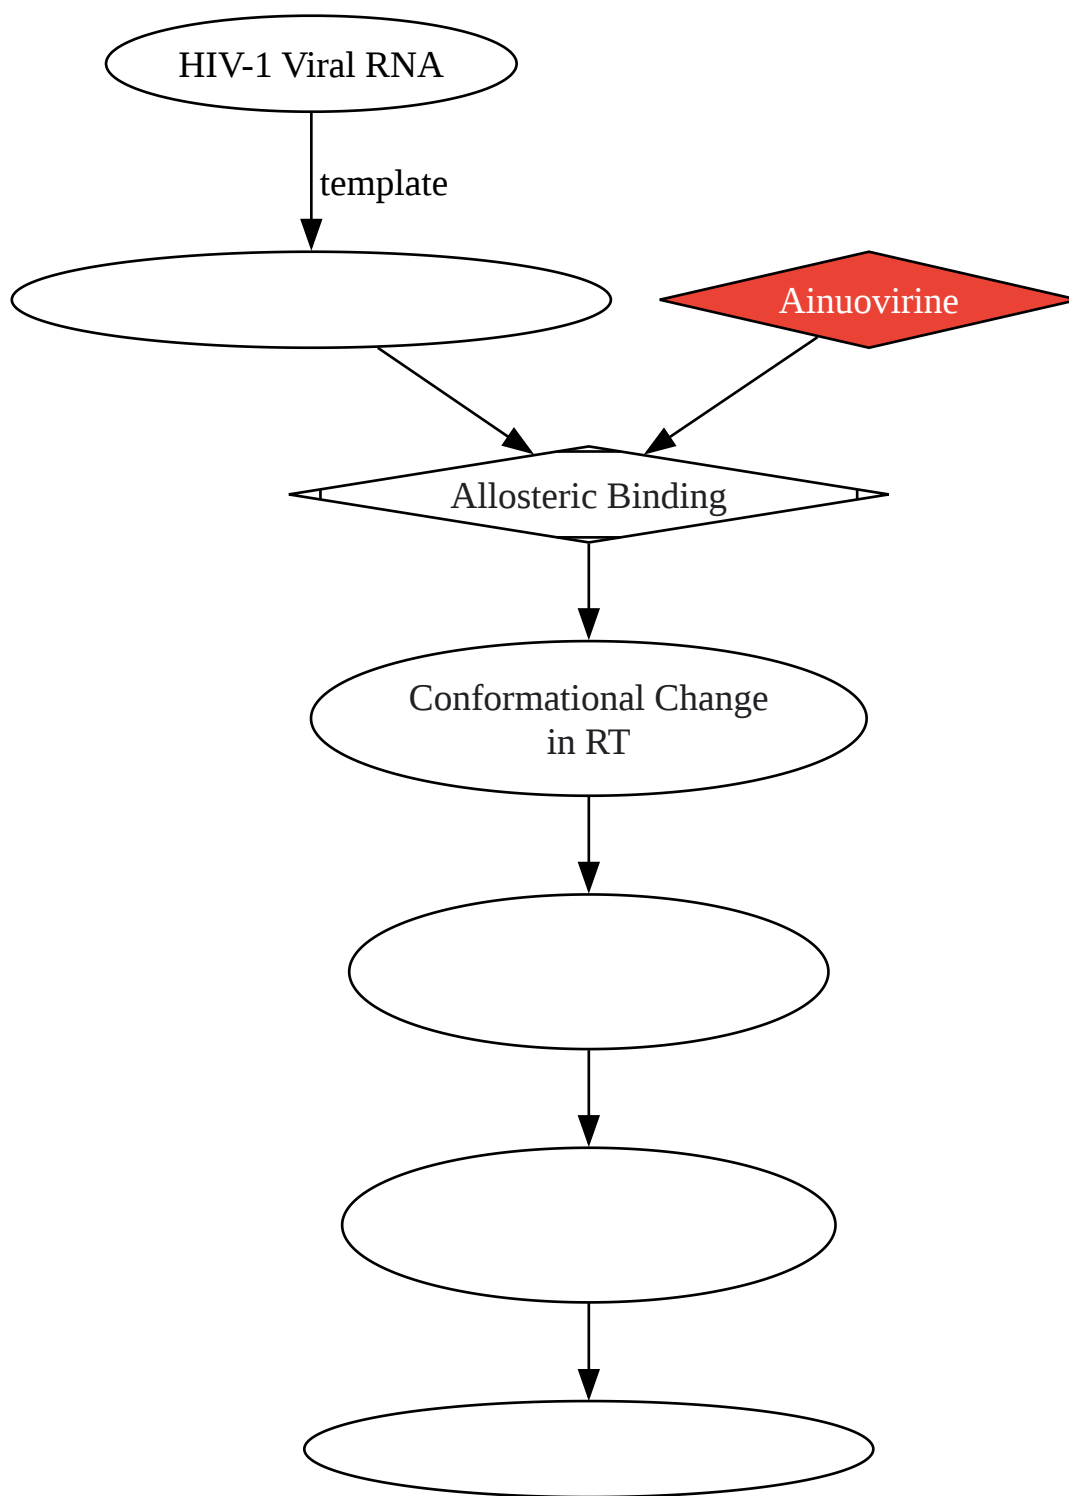 HIV-1 Viral RNA
template
Ainuovirine
Allosteric Binding
Conformational Change
in RT